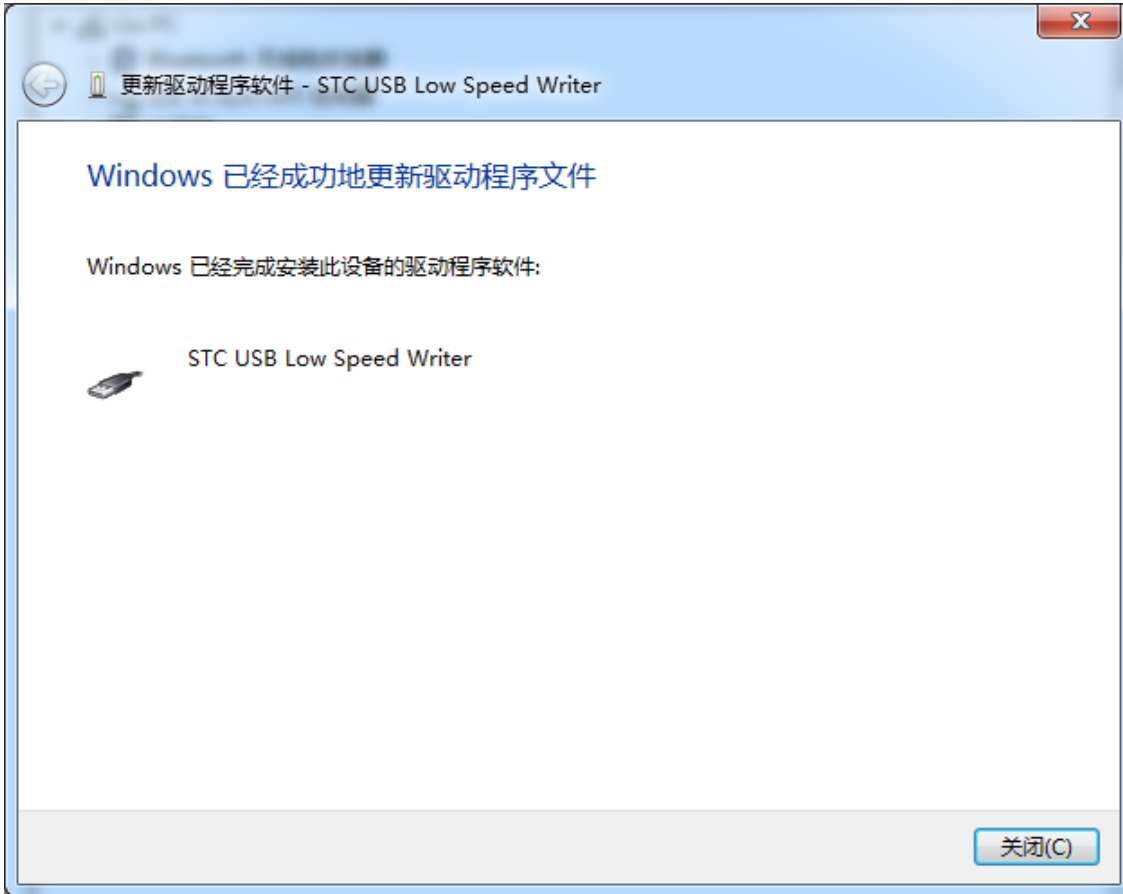 更新驱动程序软件 - STC USB Low Speed Writer
Windows 已经成功地更新驱动程序文件
Windows 已经完成安装此设备的驱动程序软件:
STC USB Low Speed Writer
关闭(C)